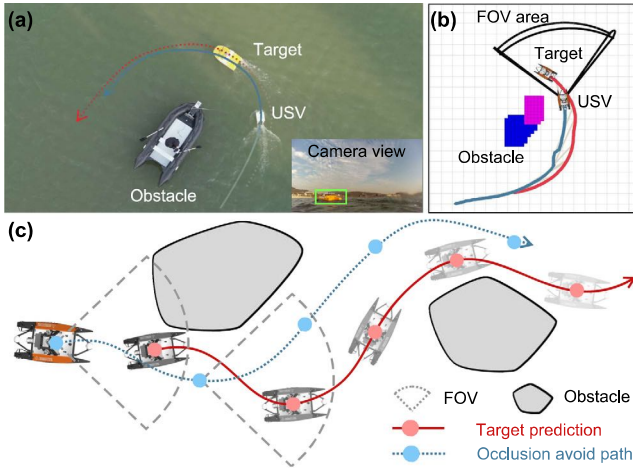 (a)
Target
USV
Camera view
Obstacle
(b)
FOV area
Target
USV
Obstacle
(c)
FOV
Obstacle
Target prediction
Occlusion avoid path